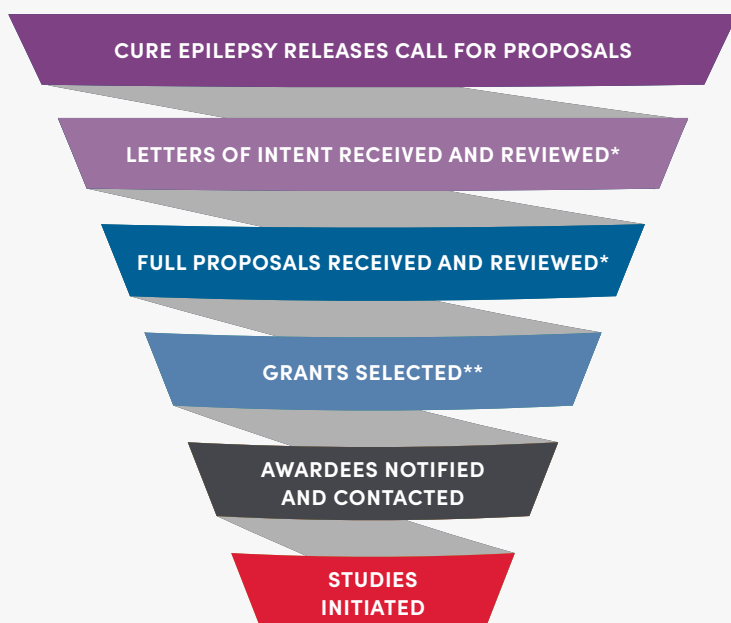 CURE EPILEPSY RELEASES CALL FOR PROPOSALS
LETTERS OF INTENT RECEIVED AND REVIEWED*
FULL PROPOSALS RECEIVED AND REVIEWED*
GRANTS SELECTED**
AWARDEES NOTIFIED
AND CONTACTED
STUDIES
INITIATED